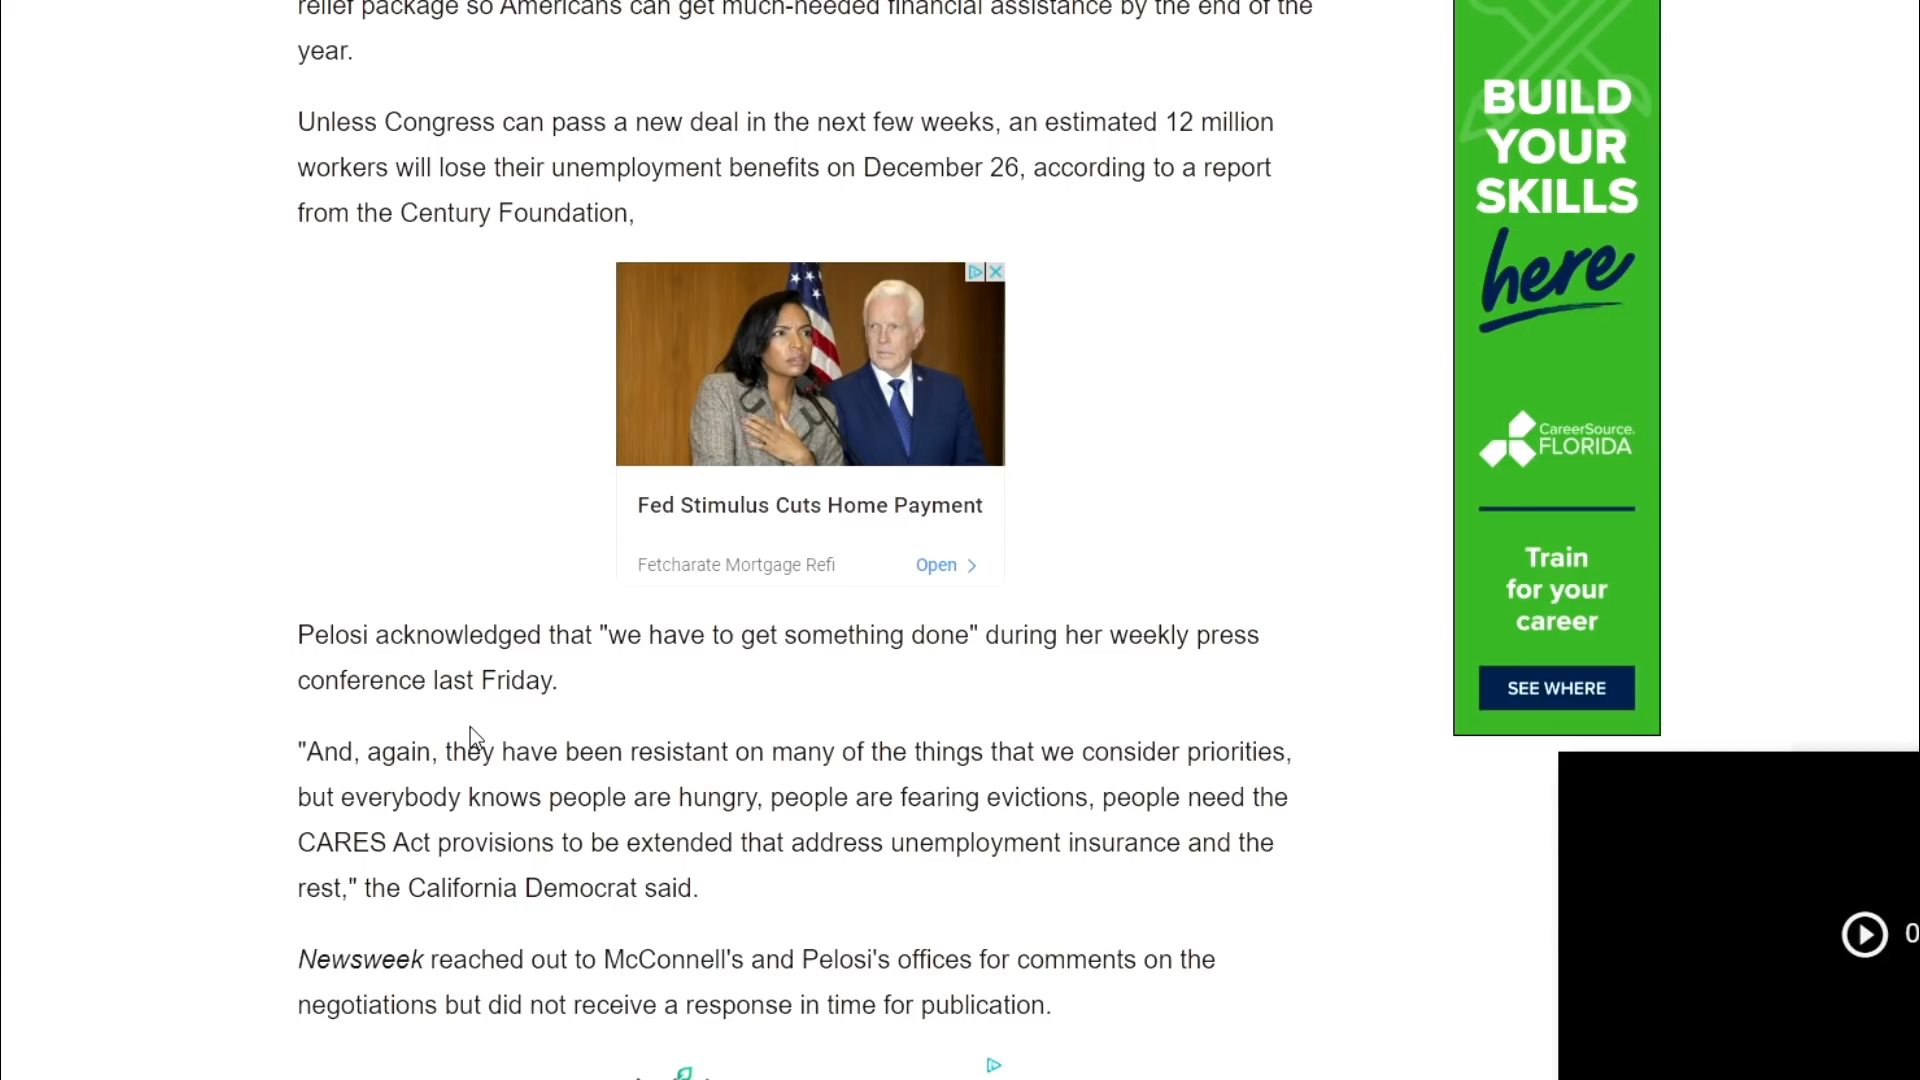 relief package so Americans can get much-needed financial assistance by the end of the
year.
Unless Congress can pass a new deal in the next few weeks, an estimated 12 million
workers will lose their unemployment benefits on December 26, according to a report
from the Century Foundation,
Fed Stimulus Cuts Home Payment
Fetcharate Mortgage Refi
Open
Pelosi acknowledged that "we have to get something done" during her weekly press
conference last Friday.
"And, again, they have been resistant on many of the things that we consider priorities,
but everybody knows people are hungry, people are fearing evictions, people need the
CARES Act provisions to be extended that address unemployment insurance and the
rest," the California Democrat said.
Newsweek reached out to McConnell's and Pelosi's offices for comments on the
negotiations but did not receive a response in time for publication.
BUILD
YOUR
SKILLS
here
CareerSource
FLORIDA
Train
for your
career
SEE WHERE
0